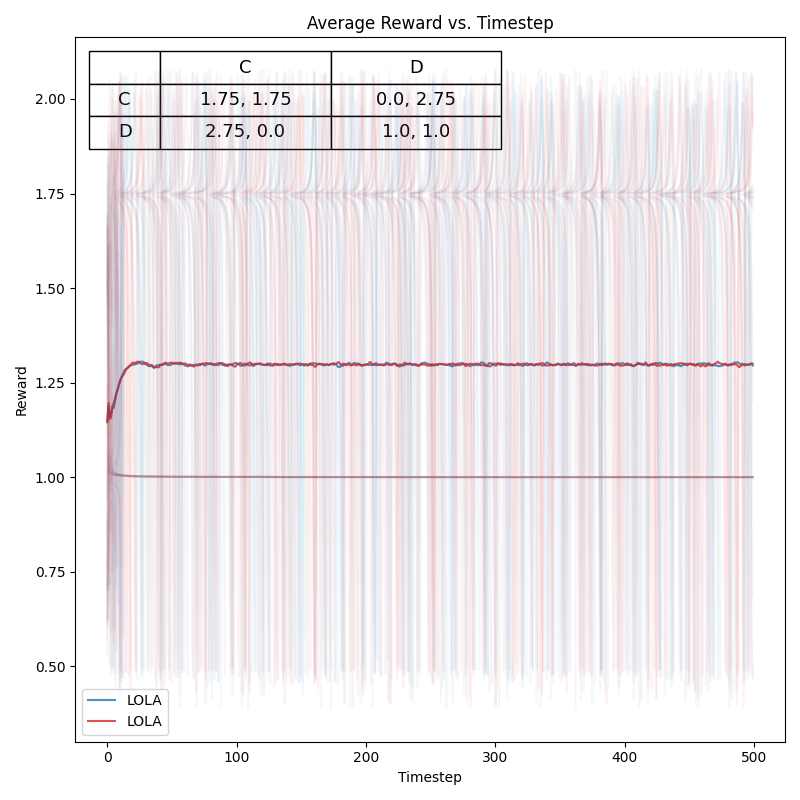 Average Reward vs. Timestep
C D
C 1.75, 1.75 0.0, 2.75
D 2.75, 0.0 1.0, 1.0
2.00
1.75
1.50
1.25
1.00
0.75
0.50
Reward
LOLA
LOLA
0 100 200 300 400 500
Timestep